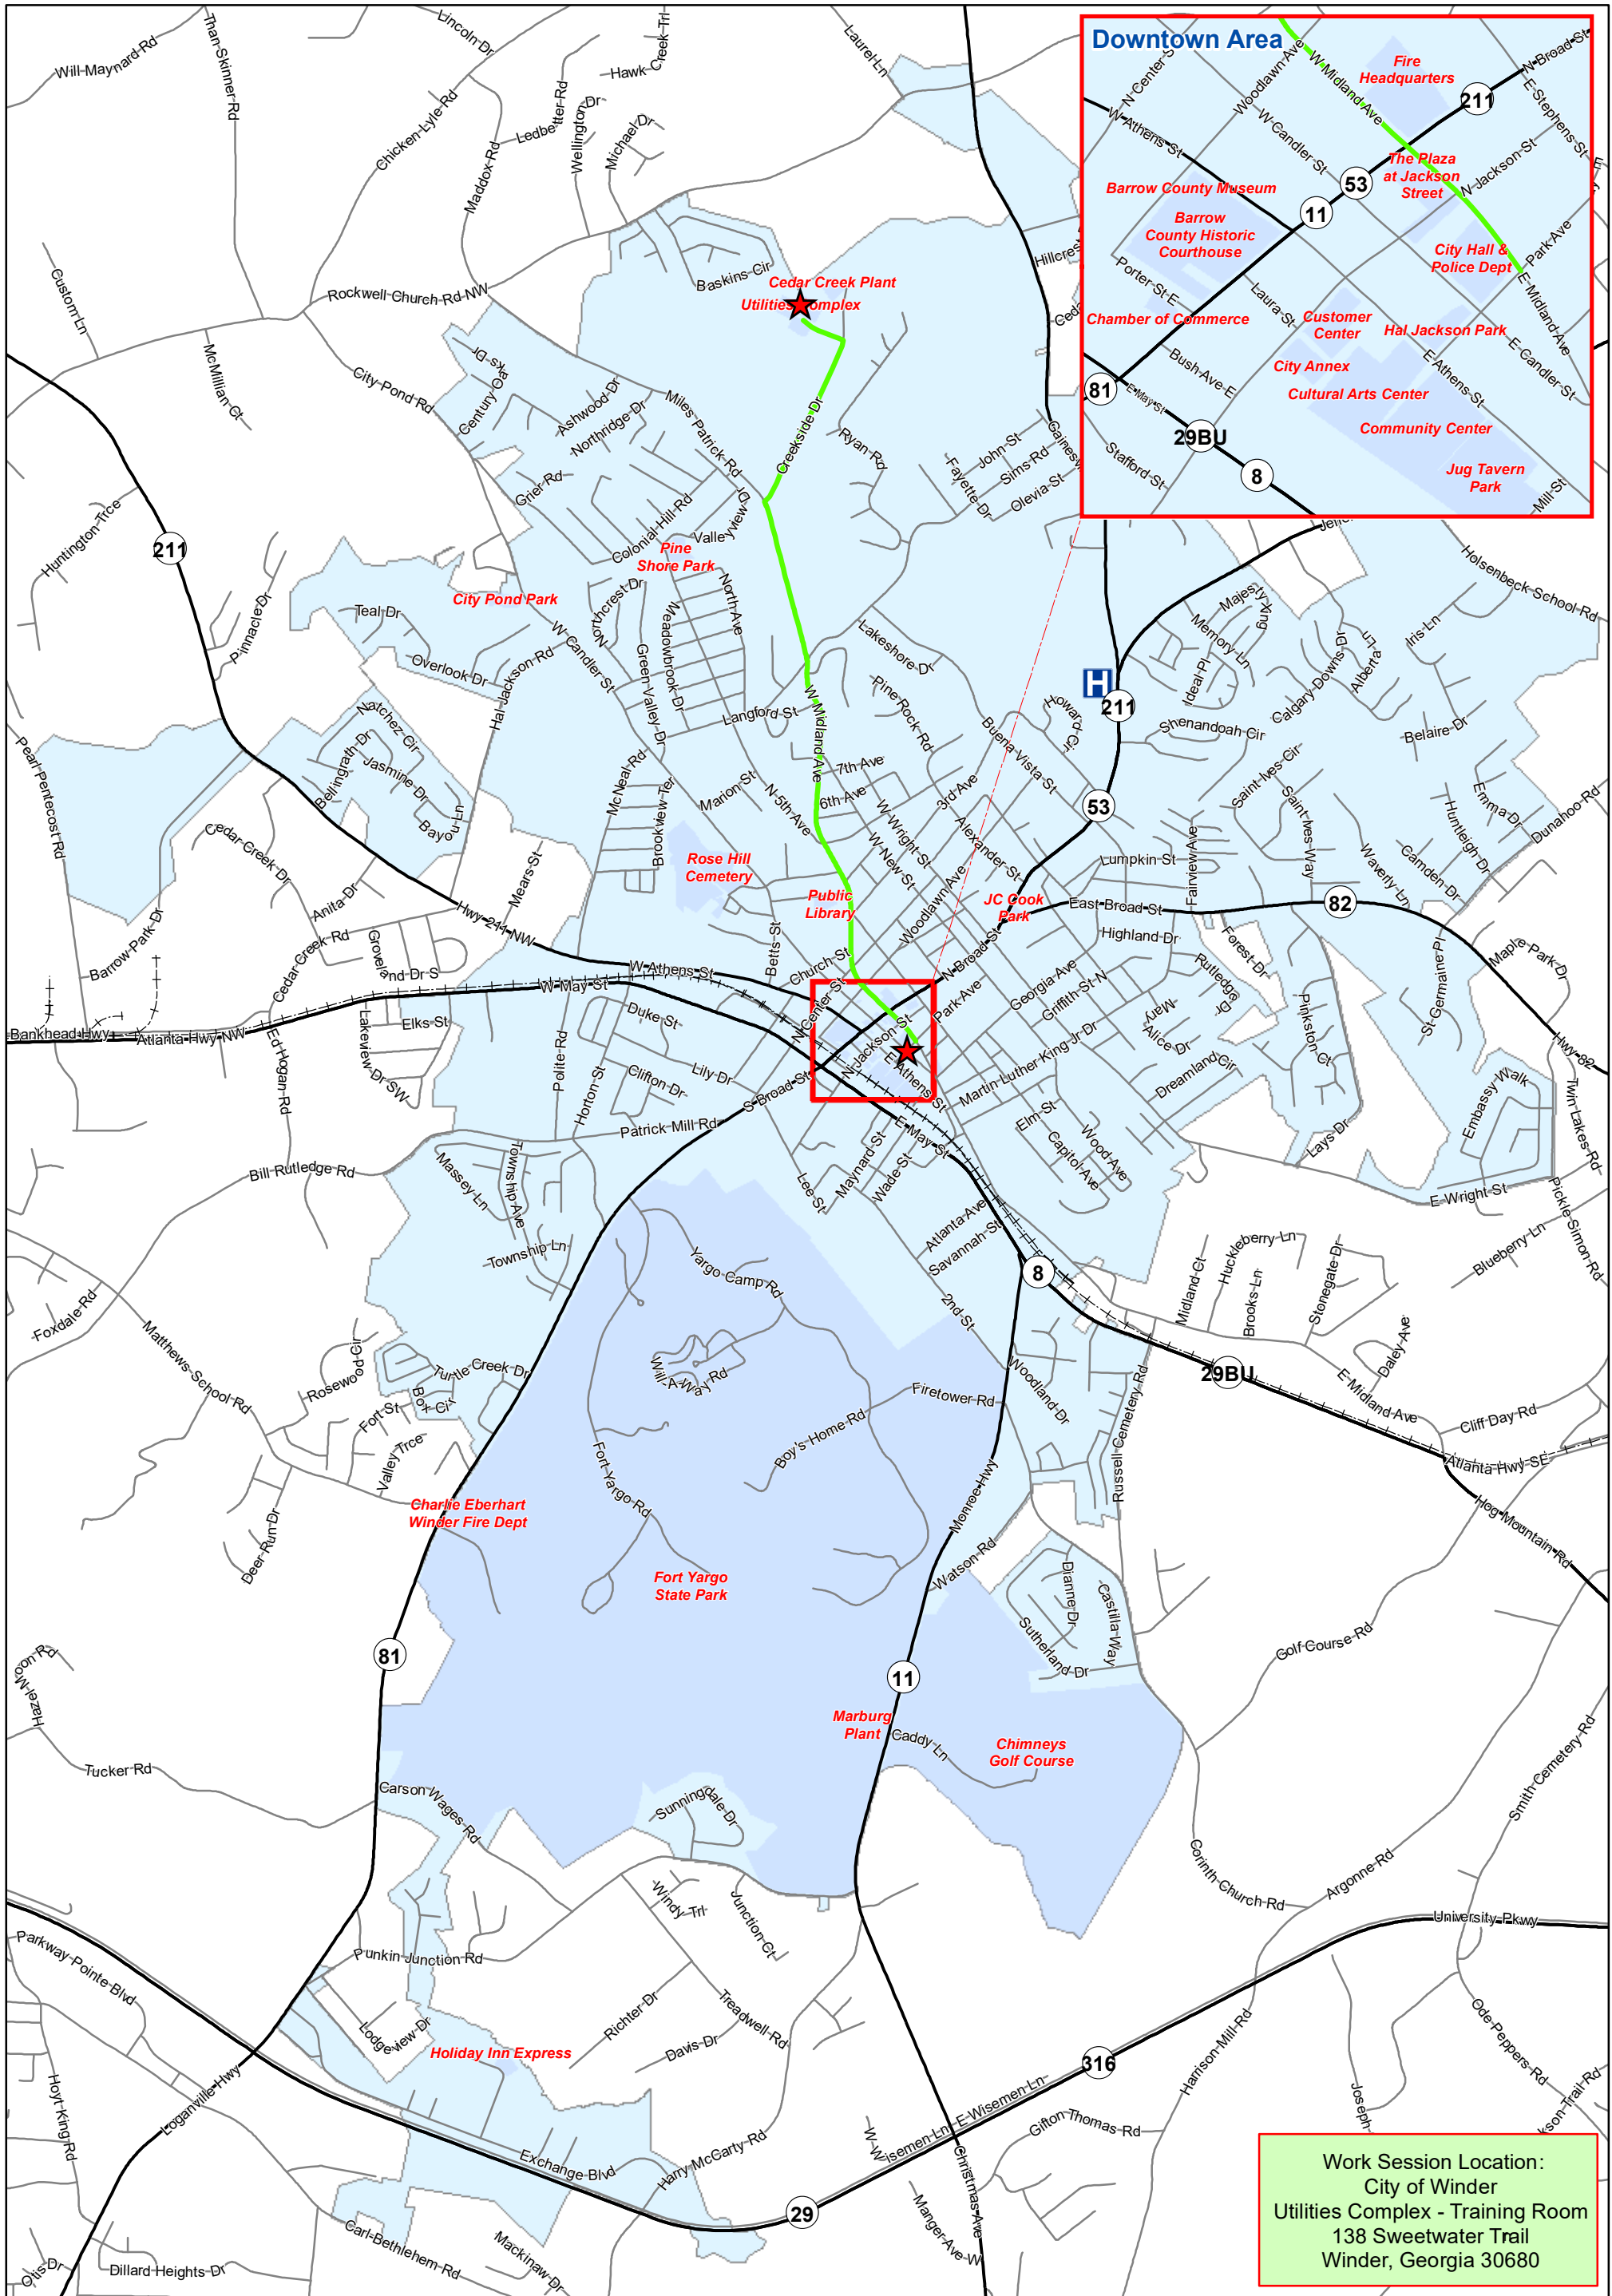 Will Maynard Rd
Than Skinner Rd
Lincoln Dr
Hawk Creek Trl
Laurel Ln
Chicken Lyle Rd
Ledbetter Rd
Wellington Dr
Michael Dr
Maddox Rd
Custom Ln
Rockwell Church Rd NW
McMillian Ct
City Pond Rd
Baskins Cir
Cedar Creek Plant
Utilities Complex
Century Oaks Dr
Ashwood Dr
Northridge Dr
Miles Patrick Rd
Creekside Dr
Ryan Rd
Grier Rd
Colonial Hill Rd
Valleyview Dr
Fayette Dr
John St
Sims Rd
Olevia St
Downtown Area
N Center S
Woodlawn Ave
W Midland Ave
Fire
Headquarters
211
N Broad St
E Stephens St
W Athens St
W Candler St
53
The Plaza
at Jackson
Street
N Jackson St
Barrow County Museum
11
Barrow
County Historic
Courthouse
City Hall &
Police Dept
Park Ave
Porter St E
Laura St
E Midland Ave
Chamber of Commerce
Customer
Center
Hal Jackson Park
Bush Ave E
City Annex
E Athens St
E Candler St
81
E May St
Cultural Arts Center
29BU
Community Center
Stafford St
8
Jug Tavern
Park
Mill St
Huntington Trce
211
Pinnacle Dr
Pine
Shore Park
City Pond Park
Teal Dr
Overlook Dr
Hal Jackson Rd
W Candler St
Northcrest Dr
Meadowbrook Dr
Green Valley Dr
North Ave
Langford St
W Midland Ave
Lakeshore Dr
Pine Rock Rd
Holsenbeck School Rd
Majesty Xing
Memory Ln
Ideal Pl
Calgary Downs Dr
Alberta Ln
Iris Ln
Belaire Dr
H
211
Howard Cir
Shenandoah Cir
Buena Vista St
Natchez Cir
Bellingrath Dr
Jasmine Dr
Bayou Ln
Pearl Pentecost Rd
McNeal Rd
Brookview Ter
Marion St
N 5th Ave
7th Ave
6th Ave
3rd Ave
W Wright St
W New St
Alexander St
53
Saint Ives Cir
Saint Ives Way
Emma Dr
Huntleigh Dr
Dunahoo Rd
Camden Dr
Waverly Ln
Cedar Creek Dr
Anita Dr
Mears St
Hwy 211 NW
Rose Hill
Cemetery
Public
Library
Woodlawn Ave
JC Cook
Park
Lumpkin St
Fairview Ave
East Broad St
82
Highland Dr
Forest Dr
Maple Park Dr
Barrow Park Dr
Cedar Creek Rd
Groveland Dr S
Betts St
Church St
N Broad St
Park Ave
Georgia Ave
Griffith St N
Rutledge Dr
Pinkston Ct
St Germaine Pl
Hwy 82
W Athens St
W May St
N Center St
N Jackson St
E Athens St
May
Alice Dr
Dreamland Cir
Martin Luther King Jr Dr
Bankhead Hwy
Atlanta Hwy NW
Ed Hogan Rd
Elks St
Lakeview Dr SW
Polite Rd
Duke St
Horton St
Clifton Dr
Lily Dr
S Broad St
Patrick Mill Rd
Bill Rutledge Rd
Massey Ln
Township Ave
Township Ln
E May St
Maynard St
Wade St
Lee St
Elm St
Capitol Ave
Wood Ave
Embassy Walk
Twin Lakes Rd
Lays Dr
E Wright St
Pickle Simon Rd
Blueberry Ln
Atlanta Ave
Savannah St
8
2nd St
Midland Ct
Huckleberry Ln
Brooks Ln
Stonegate Dr
Daley Ave
29BU
E Midland Ave
Cliff Day Rd
Atlanta Hwy SE
Hog Mountain Rd
Foxdale Rd
Matthews School Rd
Rosewood Cir
Turtle Creek Dr
Box Cir
Fort St
Valley Trce
Deer Run Dr
Yargo Camp Rd
Will-A-Way Rd
Firetower Rd
Boy's Home Rd
Fort Yargo Rd
Woodland Dr
Russell Cemetery Rd
Monroe Hwy
Watson Rd
Charlie Eberhart
Winder Fire Dept
Fort Yargo
State Park
Dianne Dr
Castilla Way
Sutherland Dr
Golf Course Rd
Hazel Moon Rd
81
11
Marburg
Plant
Caddy Ln
Chimneys
Golf Course
Tucker Rd
Carson Wages Rd
Sunningdale Dr
Smith Cemetery Rd
Corinth Church Rd
Argonne Rd
University Pkwy
Windy Trl
Junction Ct
Parkway Pointe Blvd
Punkin Junction Rd
Lodgeview Dr
Holiday Inn Express
Richter Dr
Davis Dr
Treadwell Rd
316
Harrison Mill Rd
Ode Peppers Rd
Joseph
kson Trail Rd
Hoyt King Rd
Loganville Hwy
Exchange Blvd
Harry McCarty Rd
W Wisemen Ln
E Wisemen Ln
Gifton Thomas Rd
Christmas Ave
29
Manger Ave W
Otis Dr
Dillard Heights Dr
Carl-Bethlehem Rd
Mackinaw Dr
Work Session Location:
City of Winder
Utilities Complex - Training Room
138 Sweetwater Trail
Winder, Georgia 30680